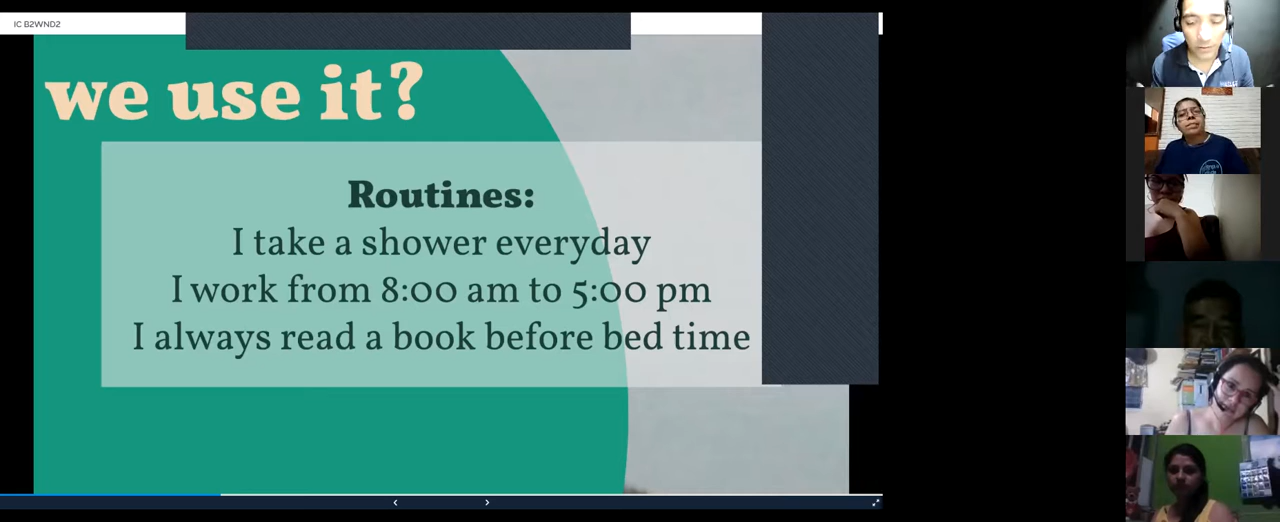 IC B2WND2
we use it?
Routines:
I take a shower everyday
I work from 8:00 am to 5:00 pm
I always read a book before bed time